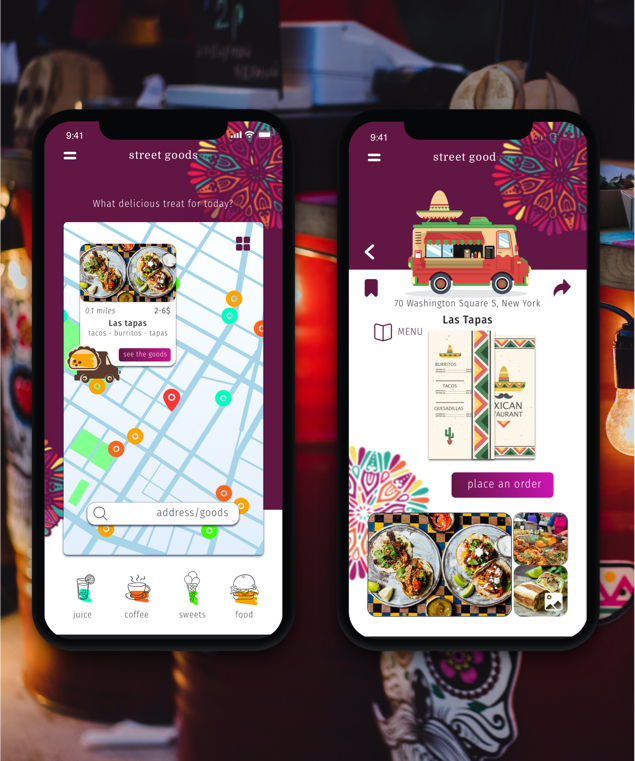 2p
9:41
street goods
What delicious treat for today?
0.1 miles 2-6$
Las tapas
tacos - burritos - tapas
see the goods
address/goods
juice coffee sweets food
9:41
street good
70 Washington Square S, New York
Las Tapas
MENU
BURRITOS
TACOS
QUESADILLAS
XICAN
TAURANT
place an order